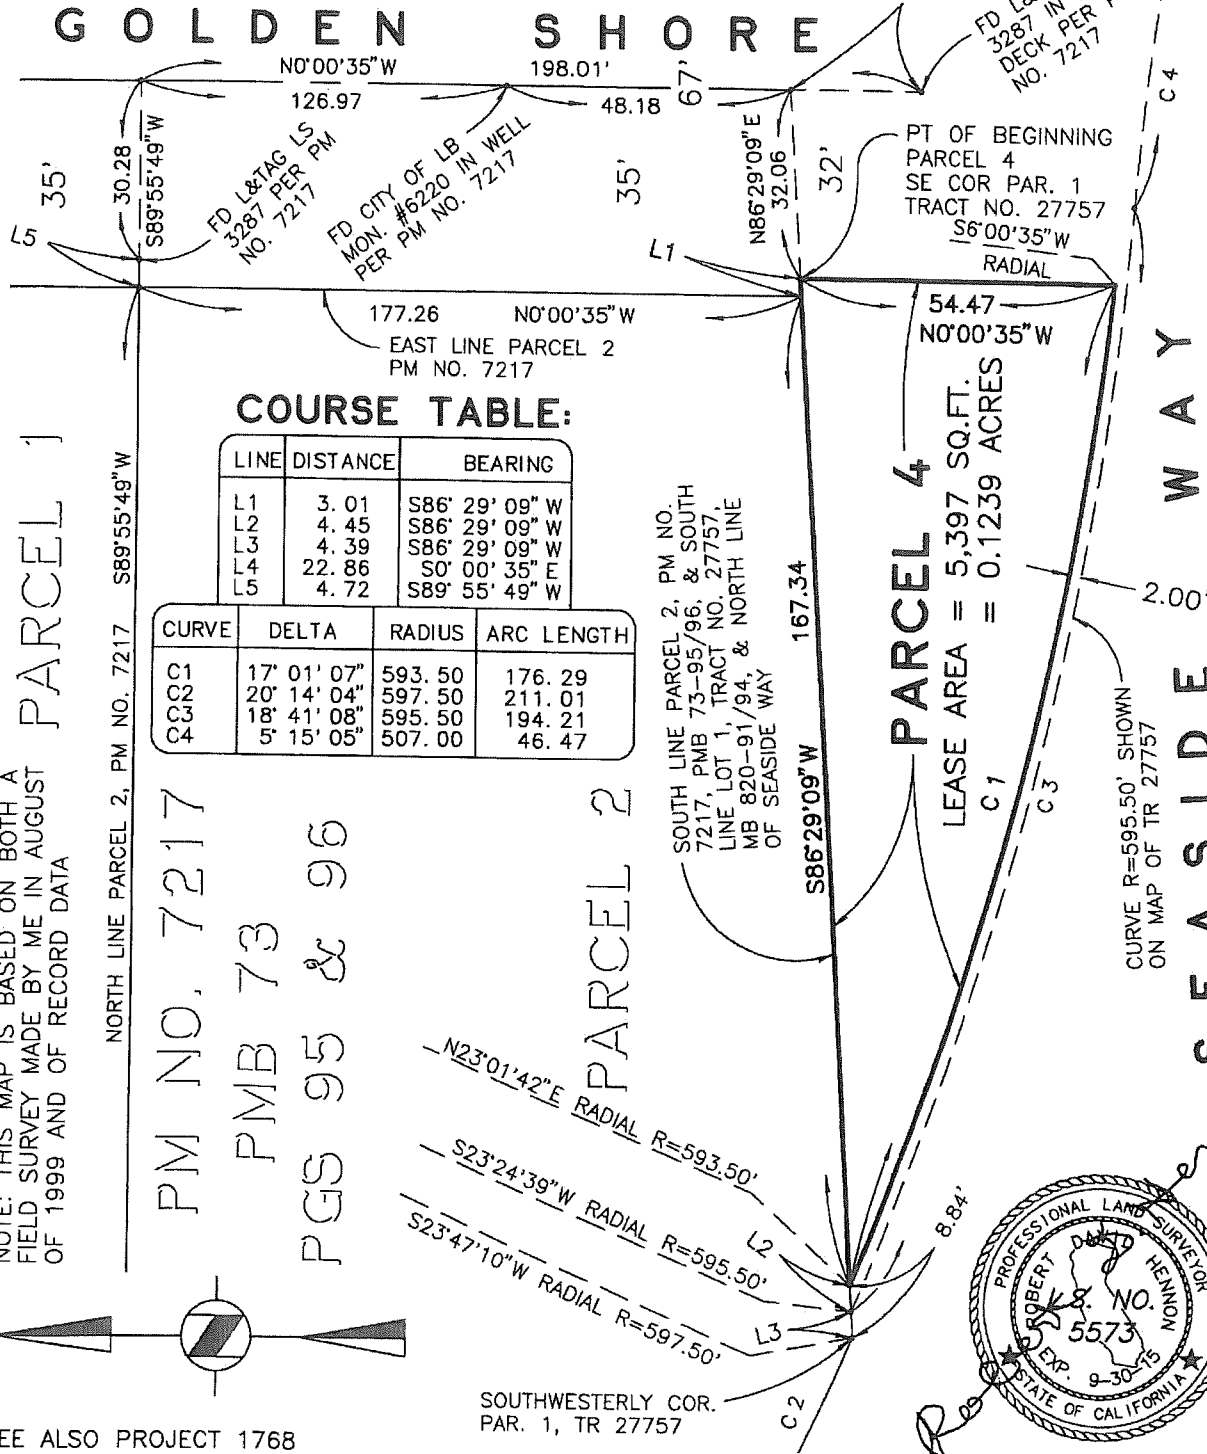 GOLDEN SHORE
N0°00'35"W
198.01'
126.97
48.18
67'
FD L&
3287 IN
DECK PER P
NO. 7217
C4
35'
30.28
S89°55'49"W
FD L&TAG LS
3287 PER PM
NO. 7217
FD CITY OF LB
MON. #6220 IN WELL
PER PM NO. 7217
35'
N86°29'09"E
32.06
32'
PT OF BEGINNING
PARCEL 4
SE COR PAR. 1
TRACT NO. 27757
S6°00'35"W
RADIAL
L5
L1
177.26
N0°00'35"W
EAST LINE PARCEL 2
PM NO. 7217
54.47
N0°00'35"W
COURSE TABLE:
LINE DISTANCE BEARING
L1 3.01 S86° 29' 09" W
L2 4.45 S86° 29' 09" W
L3 4.39 S86° 29' 09" W
L4 22.86 S0° 00' 35" E
L5 4.72 S89° 55' 49" W
CURVE DELTA RADIUS ARC LENGTH
C1 17° 01' 07" 593.50 176.29
C2 20° 14' 04" 597.50 211.01
C3 18° 41' 08" 595.50 194.21
C4 5° 15' 05" 507.00 46.47
PARCEL 1
S89°55'49"W
NORTH LINE PARCEL 2, PM NO. 7217
NOTE: THIS MAP IS BASED ON BOTH A
FIELD SURVEY MADE BY ME IN AUGUST
OF 1999 AND OF RECORD DATA
PM NO. 7217
PMB 73
PGS 95 & 96
PARCEL 2
SOUTH LINE PARCEL 2, PM NO.
7217, PMB 73-95/96, & SOUTH
LINE LOT 1, TRACT NO. 27757,
MB 820-91/94, & NORTH LINE
OF SEASIDE WAY
167.34
S86°29'09"W
PARCEL 4
LEASE AREA = 5,397 SQ.FT.
= 0.1239 ACRES
C1
C3
2.00'
CURVE R=595.50' SHOWN
ON MAP OF TR 27757
SEASIDE WAY
N23°01'42"E RADIAL R=593.50'
S23°24'39"W RADIAL R=595.50'
S23°47'10"W RADIAL R=597.50'
L2
L3
8.84'
SOUTHWESTERLY COR.
PAR. 1, TR 27757
C2
PROFESSIONAL LAND SURVEYOR
ROBERT DAVID HENNON
L.S. NO.
5573
EXP. 9-30-15
STATE OF CALIFORNIA
EE ALSO PROJECT 1768